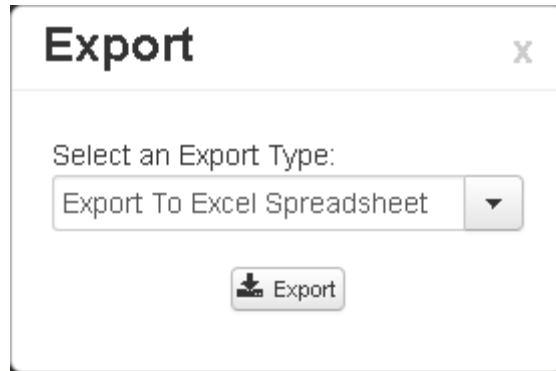 Export
x
Select an Export Type:
Export To Excel Spreadsheet
Export